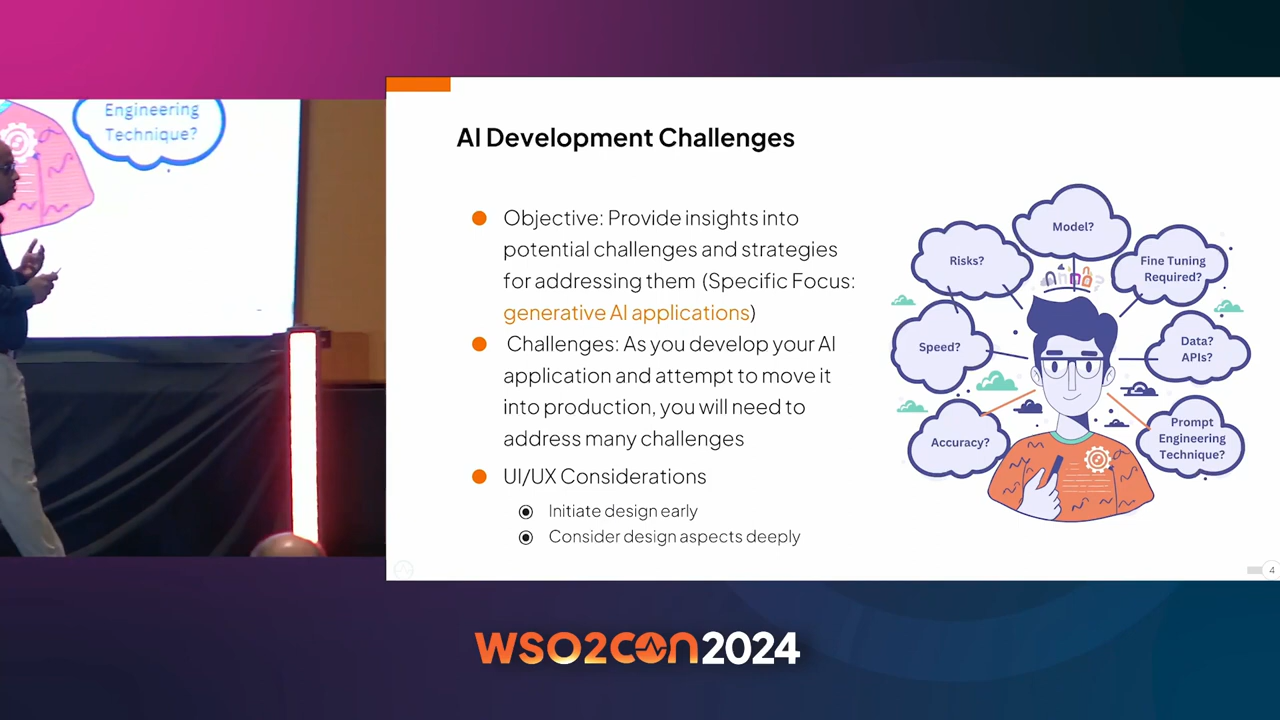 Engineering
Technique?
AI Development Challenges
Objective: Provide insights into
potential challenges and strategies
for addressing them (Specific Focus:
generative AI applications)
Challenges: As you develop your AI
application and attempt to move it
into production, you will need to
address many challenges
UI/UX Considerations
Initiate design early
Consider design aspects deeply
Model?
Risks?
Fine Tuning
Required?
Speed?
Data?
APIs?
Accuracy?
Prompt
Engineering
Technique?
4
WSO2CON2024